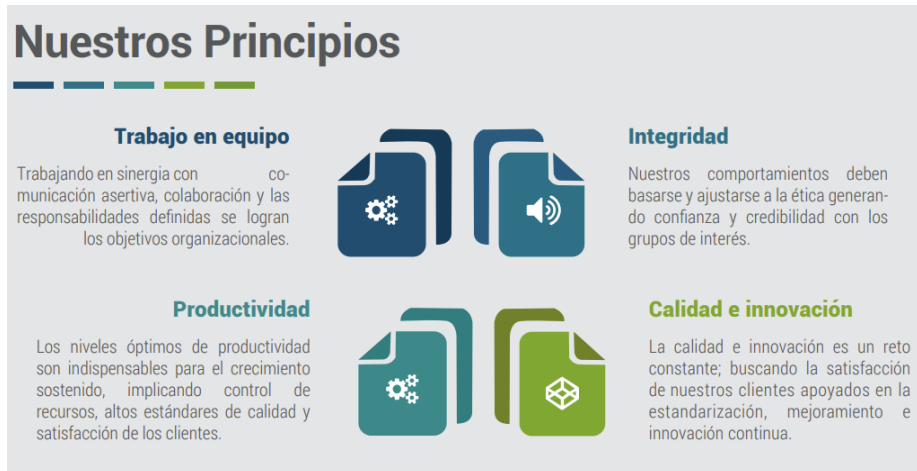 Nuestros Principios
Trabajo en equipo
Trabajando en sinergia con co-
municación asertiva, colaboración y las
responsabilidades definidas se logran
los objetivos organizacionales.
Integridad
Nuestros comportamientos deben
basarse y ajustarse a la ética generan-
do confianza y credibilidad con los
grupos de interés.
Productividad
Los niveles óptimos de productividad
son indispensables para el crecimiento
sostenido, implicando control de
recursos, altos estándares de calidad y
satisfacción de los clientes.
Calidad e innovación
La calidad e innovación es un reto
constante; buscando la satisfacción
de nuestros clientes apoyados en la
estandarización, mejoramiento e
innovación continua.